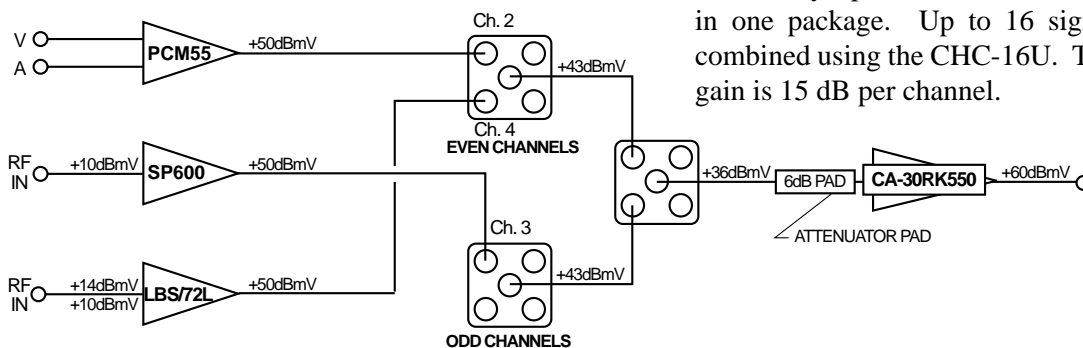 in one package. Up to 16
combined using the CHC-16U.
gain is 15 dB per channel.
Ch. 2
V
A
PCM55
+50dBmV
+43dBmV
Ch. 4
EVEN CHANNELS
RF
IN
+10dBmV
SP600
+50dBmV
+36dBmV
6dB PAD
CA-30RK550
+60dBmV
ATTENUATOR PAD
Ch. 3
RF
IN
+14dBmV
+10dBmV
LBS/72L
+50dBmV
+43dBmV
ODD CHANNELS